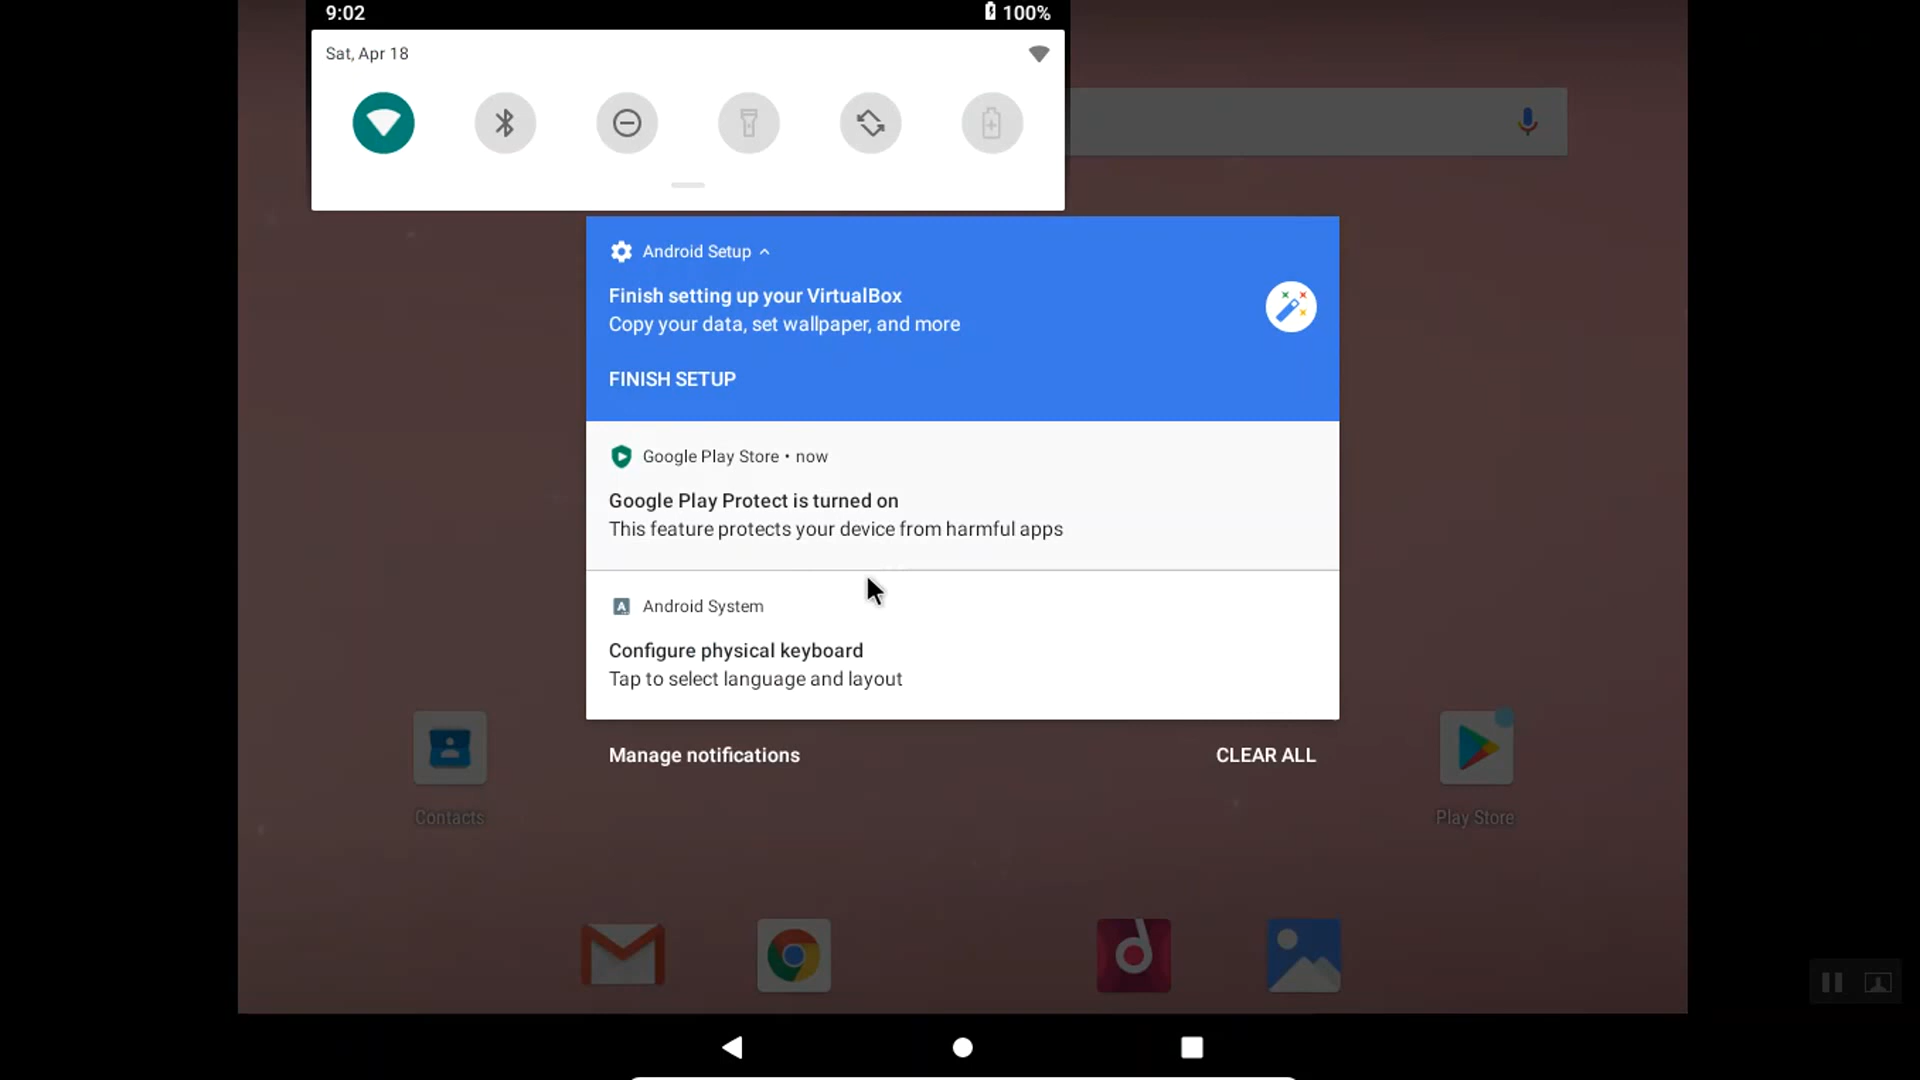 9:02
100%
Sat, Apr 18
Android Setup
Finish setting up your VirtualBox
Copy your data, set wallpaper, and more
FINISH SETUP
Google Play Store • now
Google Play Protect is turned on
This feature protects your device from harmful apps
A Android System
Configure physical keyboard
Tap to select language and layout
Manage notifications
CLEAR ALL
Contacts
Play Store